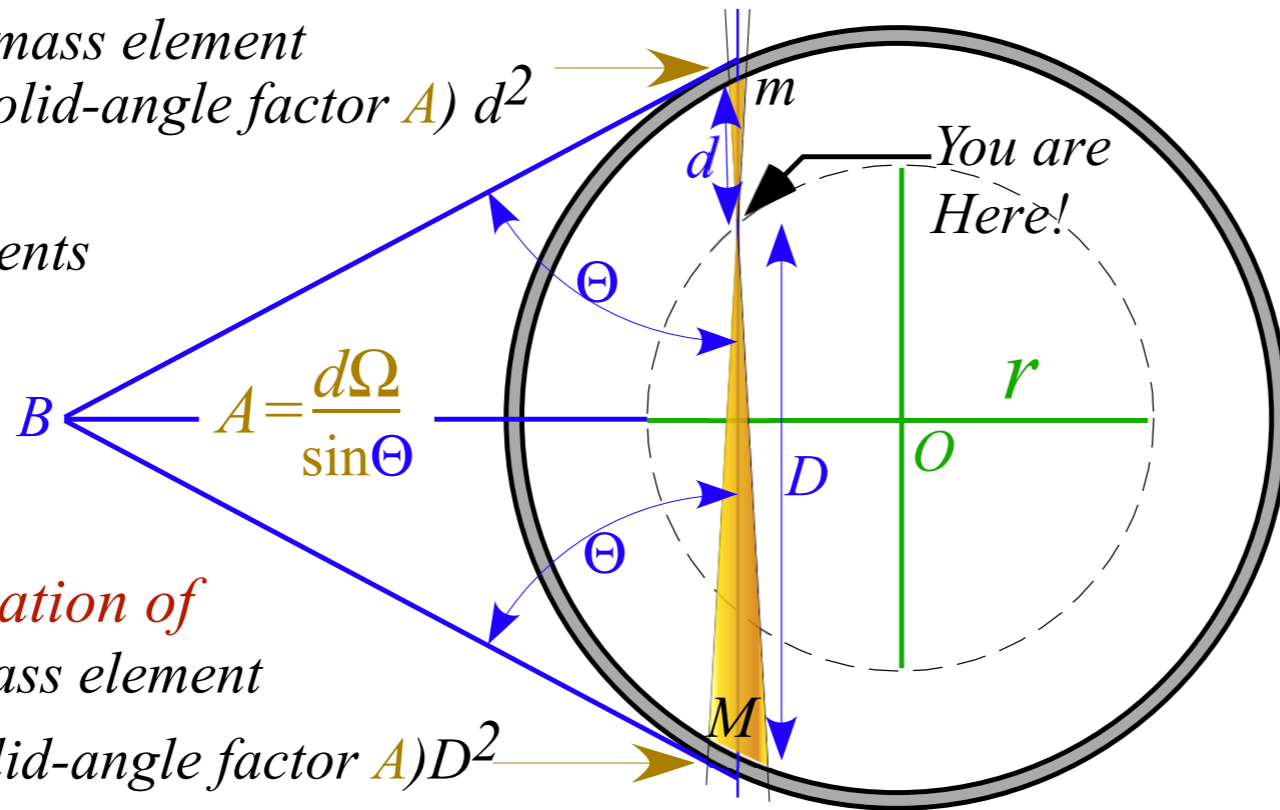 mass element
olid-angle factor A) d²
m
d
You are
Here!
ents
Θ
A = dΩ / sinΘ
B
r
O
D
Θ
ation of
ass element
M
lid-angle factor A)D²